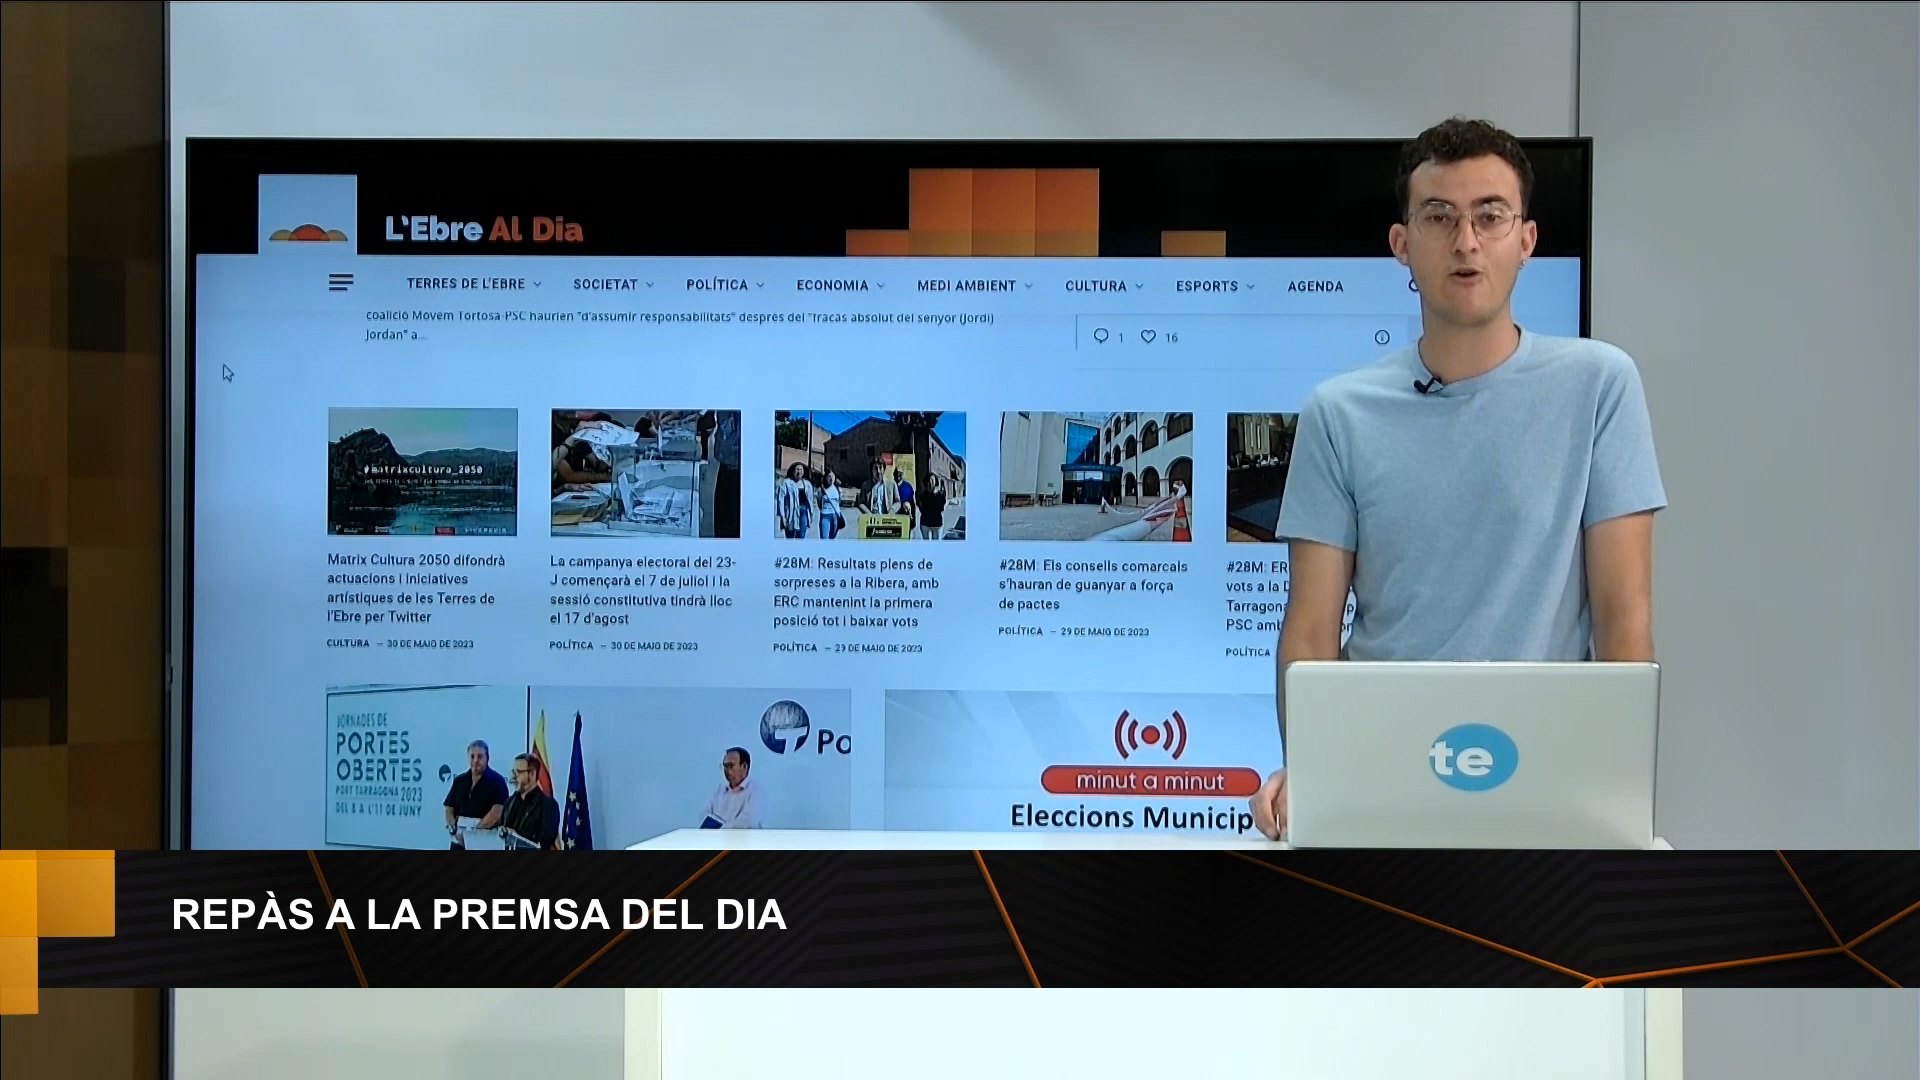 L'Ebre Al Dia
TERRES DE L'EBRE
SOCIETAT
POLÍTICA
ECONOMIA
MEDI AMBIENT
CULTURA
ESPORTS
AGENDA
coalició Movem Tortosa-PSC haurien "d'assumir responsabilitats" després del "fracàs absolut del senyor (Jordi)
Jordan" a...
1
16
#matrixcultura_2050
Matrix Cultura 2050 difondrà
actuacions i iniciatives
artístiques de les Terres de
l'Ebre per Twitter
CULTURA – 30 DE MAIG DE 2023
La campanya electoral del 23-
J començarà el 7 de juliol i la
sessió constitutiva tindrà lloc
el 17 d'agost
POLÍTICA – 30 DE MAIG DE 2023
#28M: Resultats plens de
sorpreses a la Ribera, amb
ERC mantenint la primera
posició tot i baixar vots
POLÍTICA – 29 DE MAIG DE 2023
#28M: Els consells comarcals
s'hauran de guanyar a força
de pactes
POLÍTICA – 29 DE MAIG DE 2023
#28M: ER
vots a la D
Tarragona
PSC amb
POLÍTICA
JORNADES DE
PORTES
OBERTES
PORT TARRAGONA 2023
DEL 8 A L'11 DE JUNY
Po
minut a minut
Eleccions Municip
te
REPÀS A LA PREMSA DEL DIA